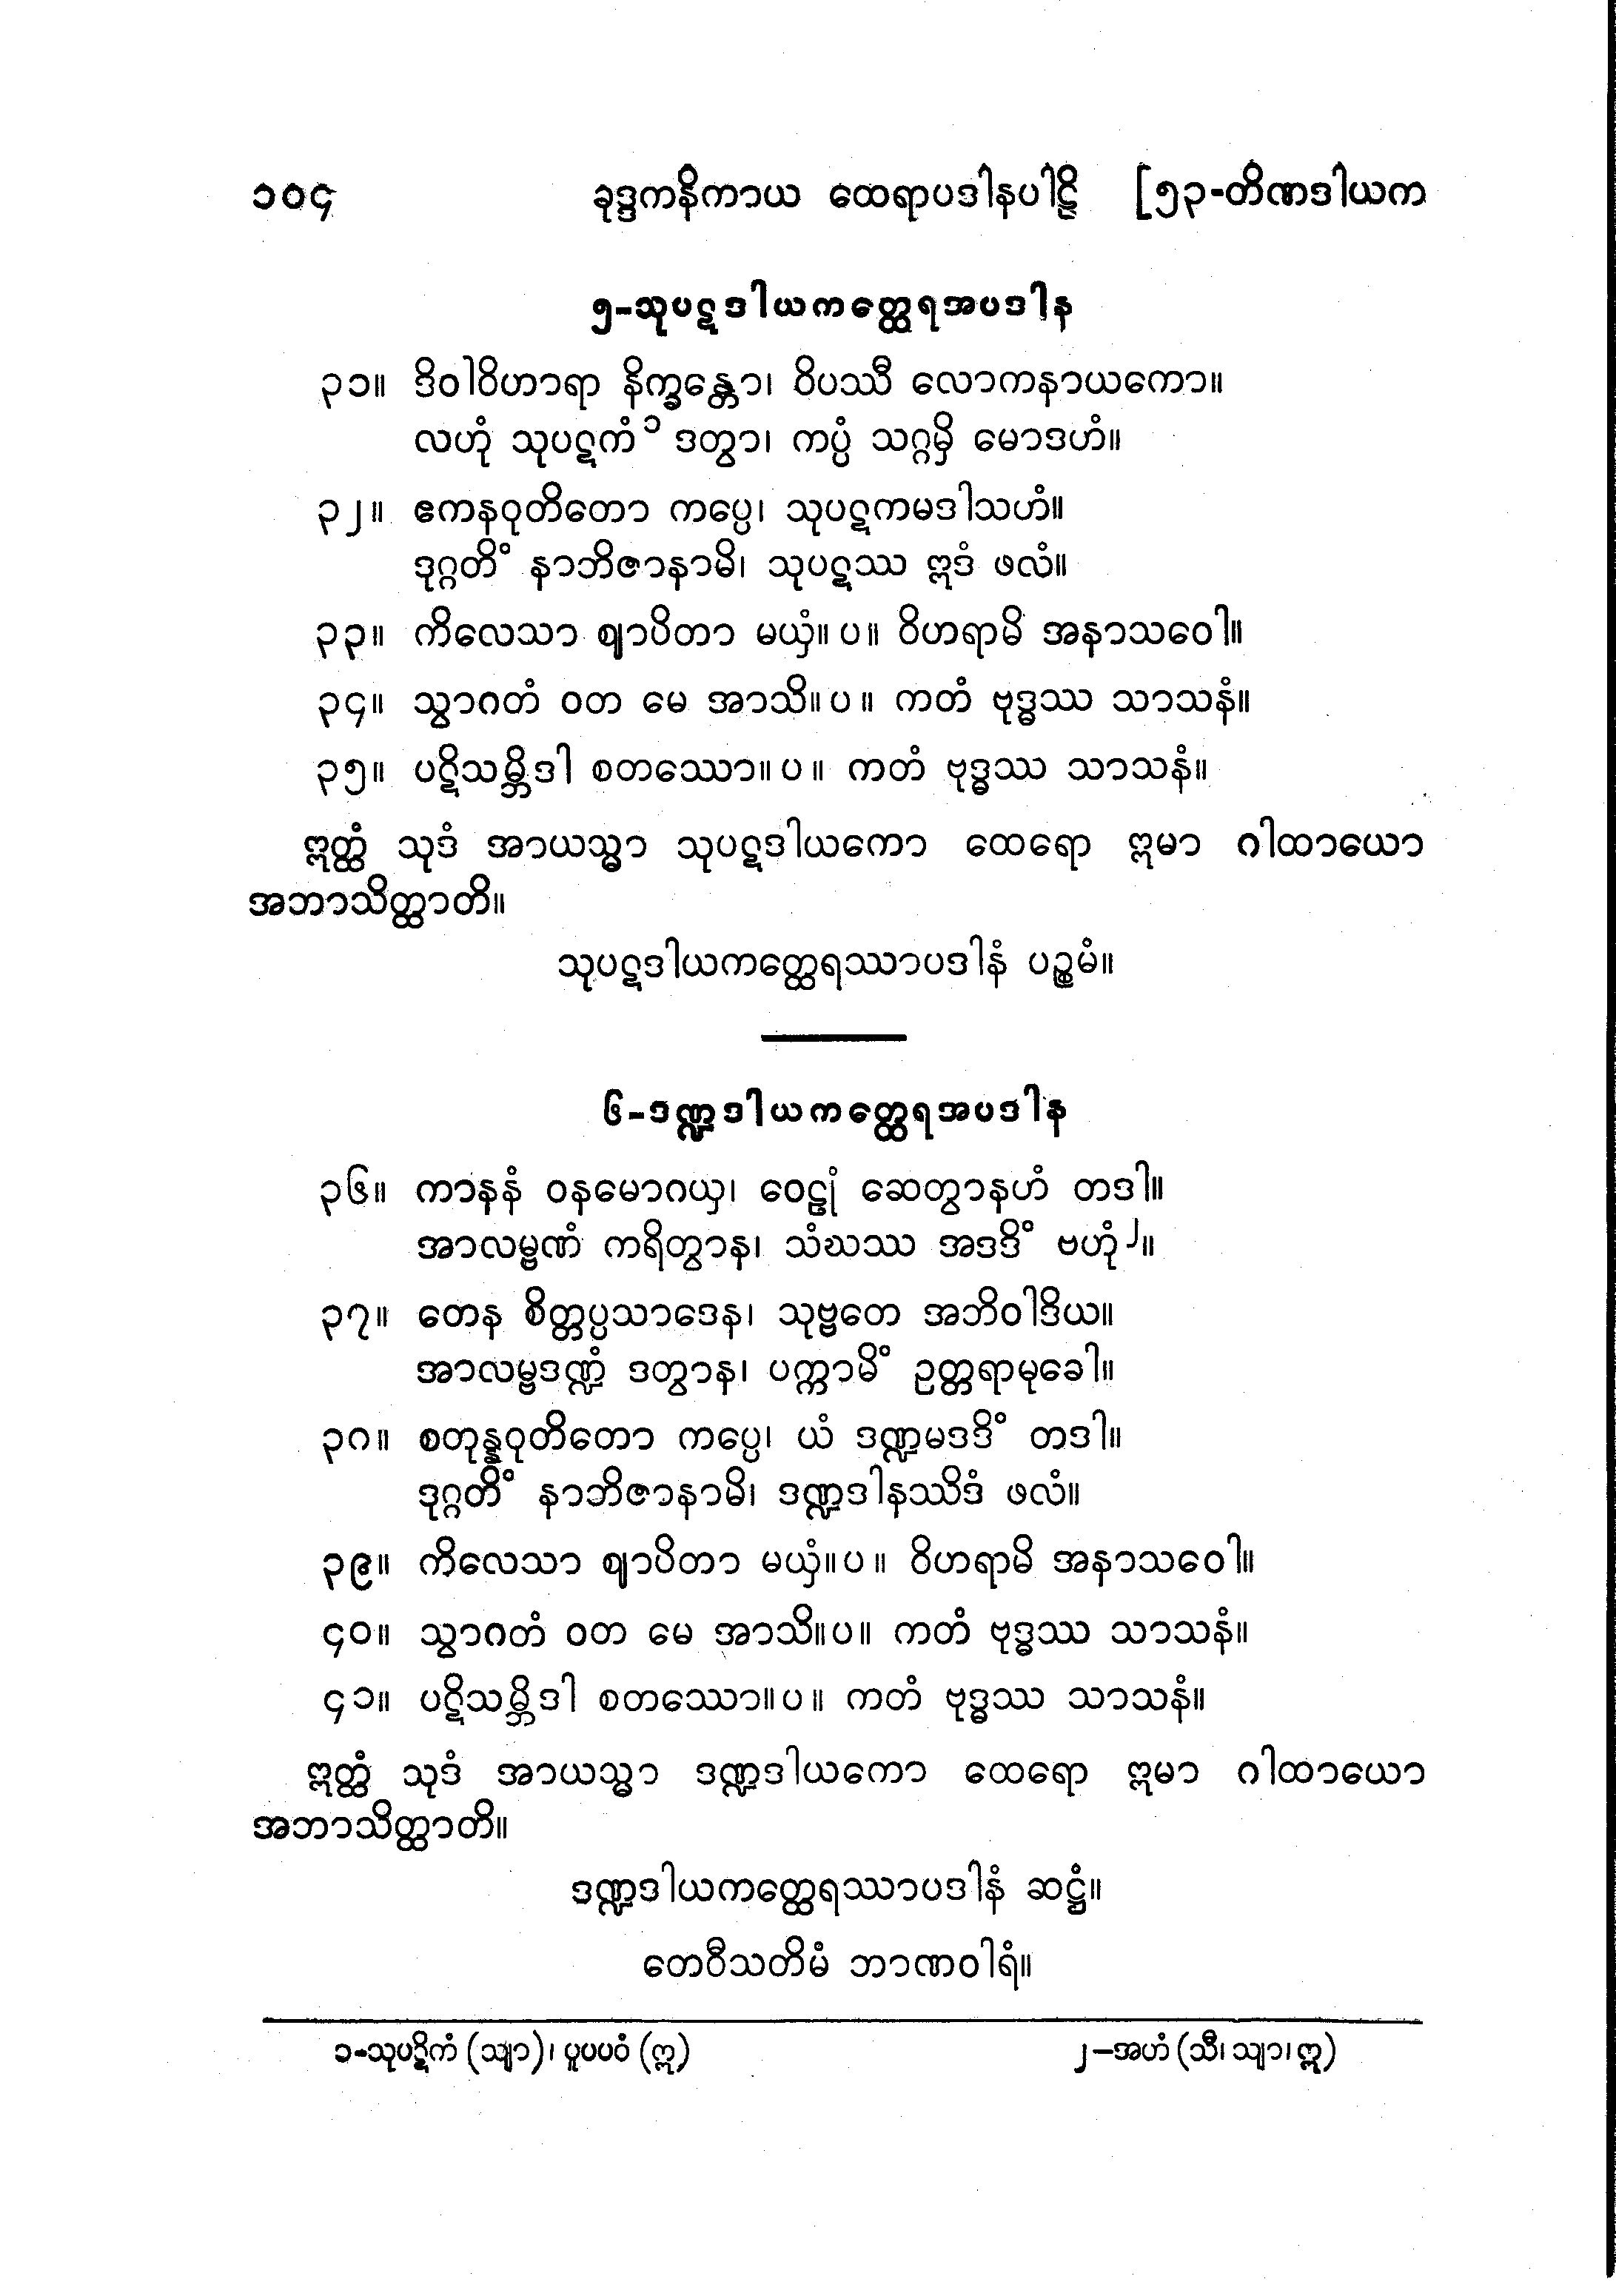 ၁၀၄ ခုဒ္ဒကနိကာယ ထေရာပဒါနပါဠိ [၅၃-တိဏဒါယက
၅-သုပဋဒါယကတ္ထေရအပဒါန
၃၁။ ဒိဝါဝိဟာရာ နိက္ခန္တော၊ ဝိပဿီ လောကနာယကော။
လဟုံ သုပဋကံ၁ ဒတွာ၊ ကပ္ပံ သဂ္ဂမှိ မောဒဟံ။
၃၂။ ဧကနဝုတိတော ကပ္ပေ၊ သုပဋကမဒါသဟံ။
ဒုဂ္ဂတိံ နာဘိဇာနာမိ၊ သုပဋဿ ဣဒံ ဖလံ။
၃၃။ ကိလေသာ ဈာပိတာ မယှံ။ပ။ ဝိဟရာမိ အနာသဝေါ။
၃၄။ သွာဂတံ ဝတ မေ အာသိ။ပ။ ကတံ ဗုဒ္ဓဿ သာသနံ။
၃၅။ ပဋိသမ္ဘိဒါ စတဿော။ပ။ ကတံ ဗုဒ္ဓဿ သာသနံ။
ဣတ္ထံ သုဒံ အာယသ္မာ သုပဋဒါယကော ထေရော ဣမာ ဂါထာယော
အဘာသိတ္ထာတိ။
သုပဋဒါယကတ္ထေရဿာပဒါနံ ပဉ္စမံ။
၆-ဒဏ္ဍဒါယကတ္ထေရအပဒါန
၃၆။ ကာနနံ ဝနမောဂယှ၊ ဝေဠုံ ဆေတွာနဟံ တဒါ။
အာလမ္ဗဏံ ကရိတွာန၊ သံဃဿ အဒဒိံ ဗဟုံ၂။
၃၇။ တေန စိတ္တပ္ပသာဒေန၊ သုဗ္ဗတေ အဘိဝါဒိယ။
အာလမ္ဗဒဏ္ဍံ ဒတွာန၊ ပက္ကာမိံ ဥတ္တရာမုခေါ။
၃၈။ စတုန္နဝုတိတော ကပ္ပေ၊ ယံ ဒဏ္ဍမဒဒိံ တဒါ။
ဒုဂ္ဂတိံ နာဘိဇာနာမိ၊ ဒဏ္ဍဒါနဿိဒံ ဖလံ။
၃၉။ ကိလေသာ ဈာပိတာ မယှံ။ပ။ ဝိဟရာမိ အနာသဝေါ။
၄၀။ သွာဂတံ ဝတ မေ အာသိ။ပ။ ကတံ ဗုဒ္ဓဿ သာသနံ။
၄၁။ ပဋိသမ္ဘိဒါ စတဿော။ပ။ ကတံ ဗုဒ္ဓဿ သာသနံ။
ဣတ္ထံ သုဒံ အာယသ္မာ ဒဏ္ဍဒါယကော ထေရော ဣမာ ဂါထာယော
အဘာသိတ္ထာတိ။
ဒဏ္ဍဒါယကတ္ထေရဿာပဒါနံ ဆဋ္ဌံ။
တေဝီသတိမံ ဘာဏဝါရံ။
၁-သုပဋိကံ (သျာ)၊ ပူပပဝံ (ဣ) ၂-အဟံ (သီ၊ သျာ၊ ဣ)